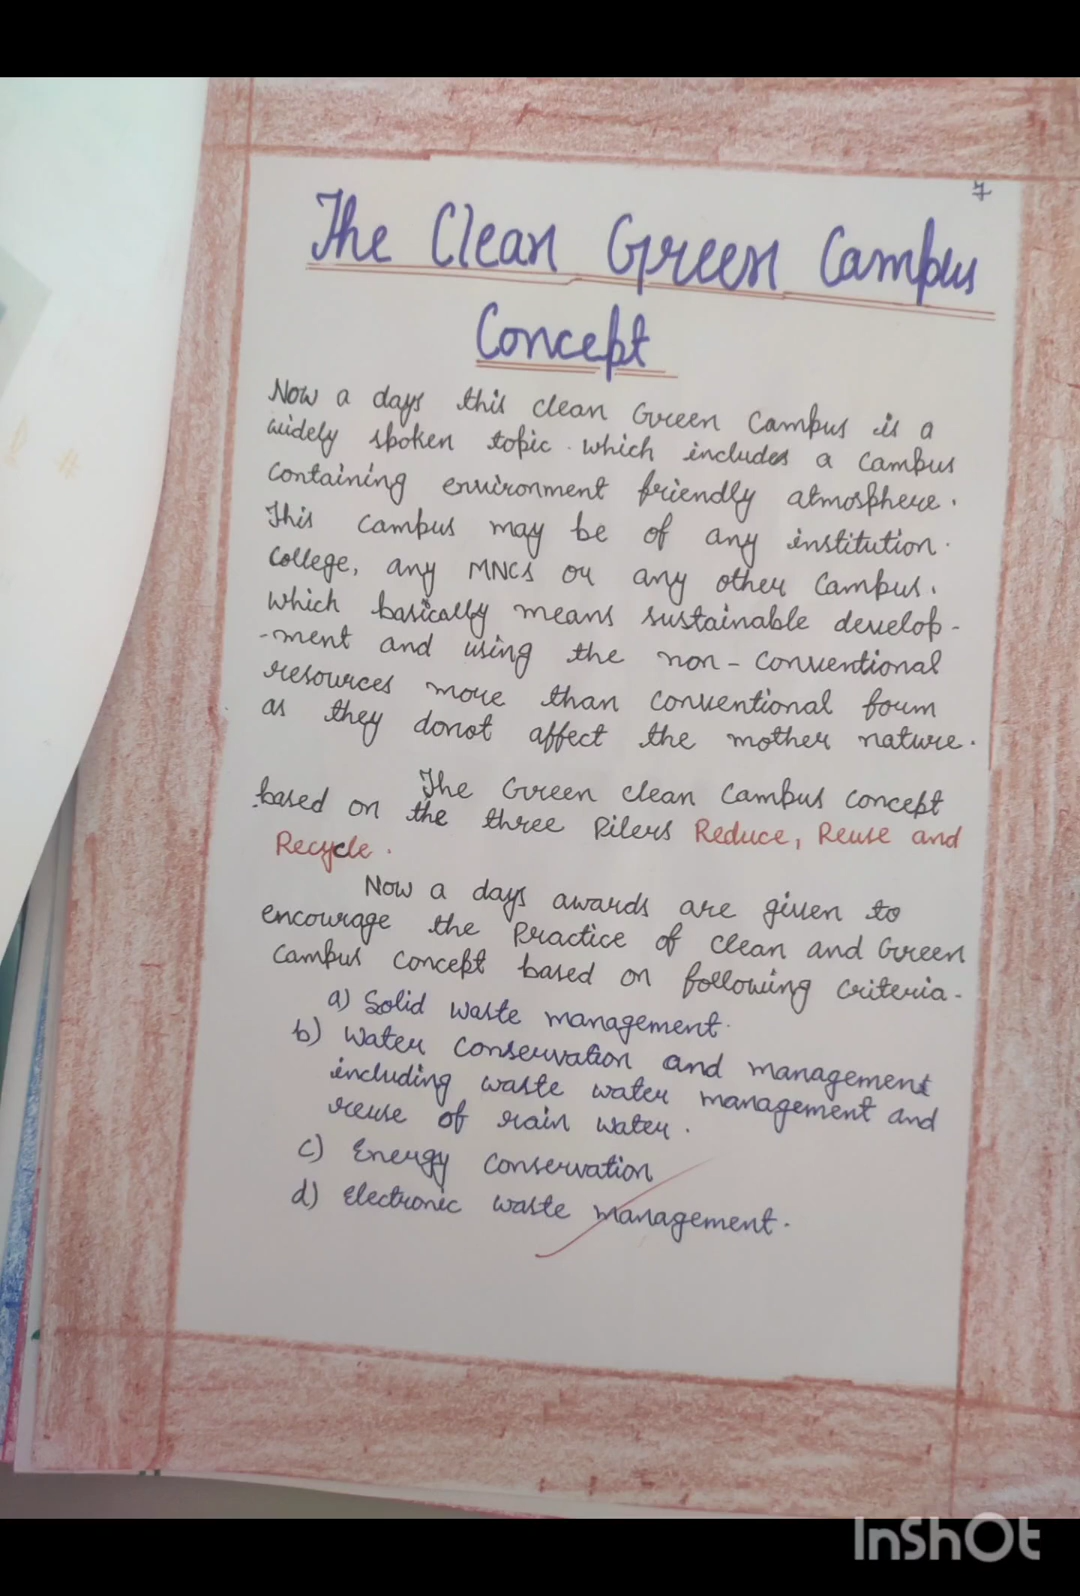 7
The Clean Green Campus
Concept
Now a days this clean Green Campus is a
widely spoken topic. which includes a campus
containing environment friendly atmosphere.
This campus may be of any institution.
College, any MNCS or any other Campus.
Which basically means sustainable develop-
-ment and using the non-conventional
resources more than conventional form
as they donot affect the mother nature.
The Green clean Campus concept
based on the three Pilers Reduce, Reuse and
Recycle.
Now a days awards are given to
encourage the Practice of clean and Green
Campus concept based on following criteria-
a) Solid waste management.
b) Water conservation and management
including waste water management and
reuse of rain water.
c) Energy conservation
d) Electronic waste management.
InShOt